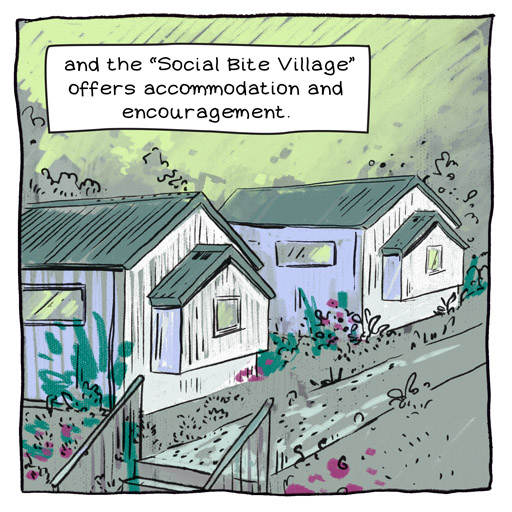 and the “Social Bite Village”
offers accommodation and
encouragement.